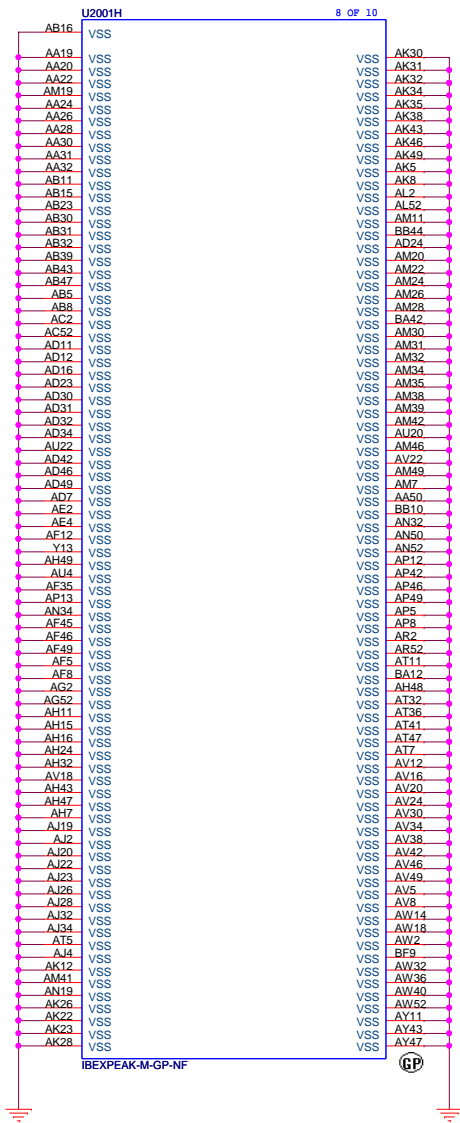 U2001H 8 OF 10
AB16 VSS
AA19 VSS VSS AK30
AA20 VSS VSS AK31
AA22 VSS VSS AK32
AM19 VSS VSS AK34
AA24 VSS VSS AK35
AA26 VSS VSS AK38
AA28 VSS VSS AK43
AA30 VSS VSS AK46
AA31 VSS VSS AK49
AA32 VSS VSS AK5
AB11 VSS VSS AK8
AB15 VSS VSS AL2
AB23 VSS VSS AL52
AB30 VSS VSS AM11
AB31 VSS VSS BB44
AB32 VSS VSS AD24
AB39 VSS VSS AM20
AB43 VSS VSS AM22
AB47 VSS VSS AM24
AB5 VSS VSS AM26
AB8 VSS VSS AM28
AC2 VSS VSS BA42
AC52 VSS VSS AM30
AD11 VSS VSS AM31
AD12 VSS VSS AM32
AD16 VSS VSS AM34
AD23 VSS VSS AM35
AD30 VSS VSS AM38
AD31 VSS VSS AM39
AD32 VSS VSS AM42
AD34 VSS VSS AU20
AU22 VSS VSS AM46
AD42 VSS VSS AV22
AD46 VSS VSS AM49
AD49 VSS VSS AM7
AD7 VSS VSS AA50
AE2 VSS VSS BB10
AE4 VSS VSS AN32
AF12 VSS VSS AN50
Y13 VSS VSS AN52
AH49 VSS VSS AP12
AU4 VSS VSS AP42
AF35 VSS VSS AP46
AP13 VSS VSS AP49
AN34 VSS VSS AP5
AF45 VSS VSS AP8
AF46 VSS VSS AR2
AF49 VSS VSS AR52
AF5 VSS VSS AT11
AF8 VSS VSS BA12
AG2 VSS VSS AH48
AG52 VSS VSS AT32
AH11 VSS VSS AT36
AH15 VSS VSS AT41
AH16 VSS VSS AT47
AH24 VSS VSS AT7
AH32 VSS VSS AV12
AV18 VSS VSS AV16
AH43 VSS VSS AV20
AH47 VSS VSS AV24
AH7 VSS VSS AV30
AJ19 VSS VSS AV34
AJ2 VSS VSS AV38
AJ20 VSS VSS AV42
AJ22 VSS VSS AV46
AJ23 VSS VSS AV49
AJ26 VSS VSS AV5
AJ28 VSS VSS AV8
AJ32 VSS VSS AW14
AJ34 VSS VSS AW18
AT5 VSS VSS AW2
AJ4 VSS VSS BF9
AK12 VSS VSS AW32
AM41 VSS VSS AW36
AN19 VSS VSS AW40
AK26 VSS VSS AW52
AK22 VSS VSS AY11
AK23 VSS VSS AY43
AK28 VSS VSS AY47
IBEXPEAK-M-GP-NF GP